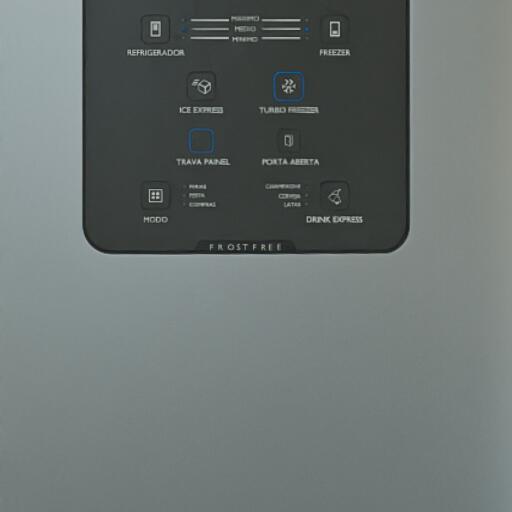 MÁXIMO
MÉDIO
MÍNIMO
REFRIGERADOR
FREEZER
ICE EXPRESS
TURBO FREEZER
TRAVA PAINEL
PORTA ABERTA
FÉRIAS
FESTA
COMPRAS
CHAMPAGNE
CERVEJA
LATAS
MODO
DRINK EXPRESS
FROST FREE